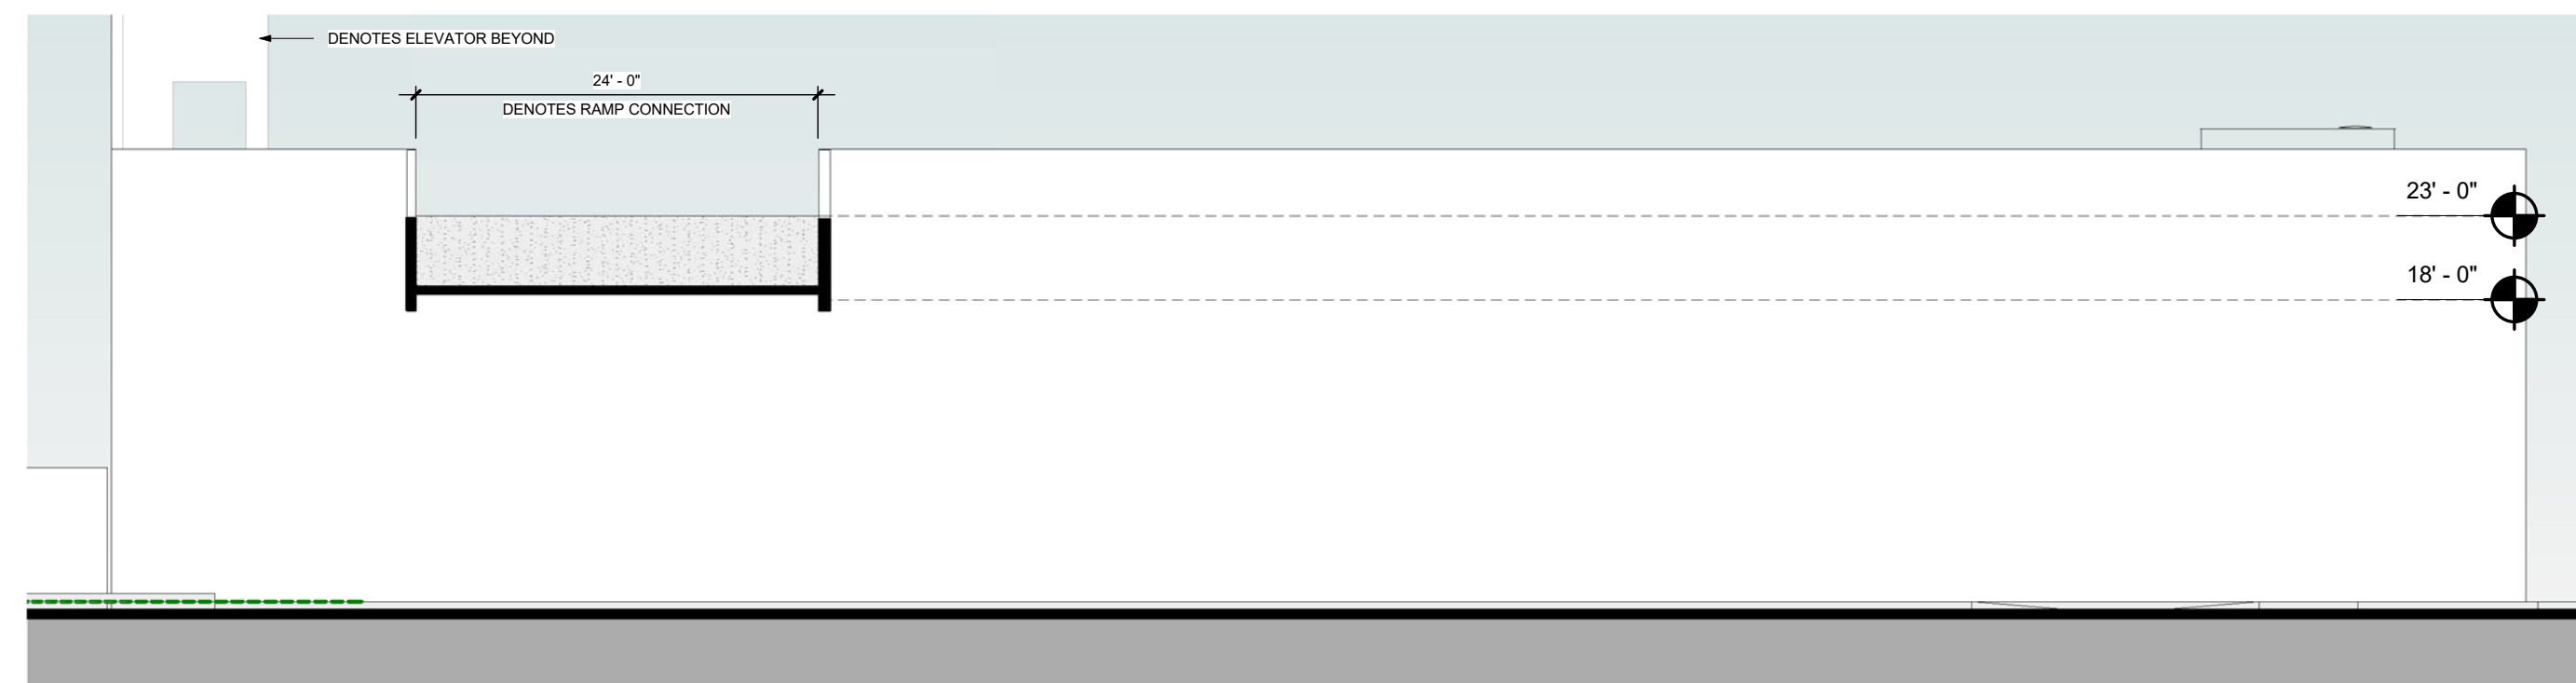 DENOTES ELEVATOR BEYOND
24' - 0"
DENOTES RAMP CONNECTION
23' - 0"
18' - 0"